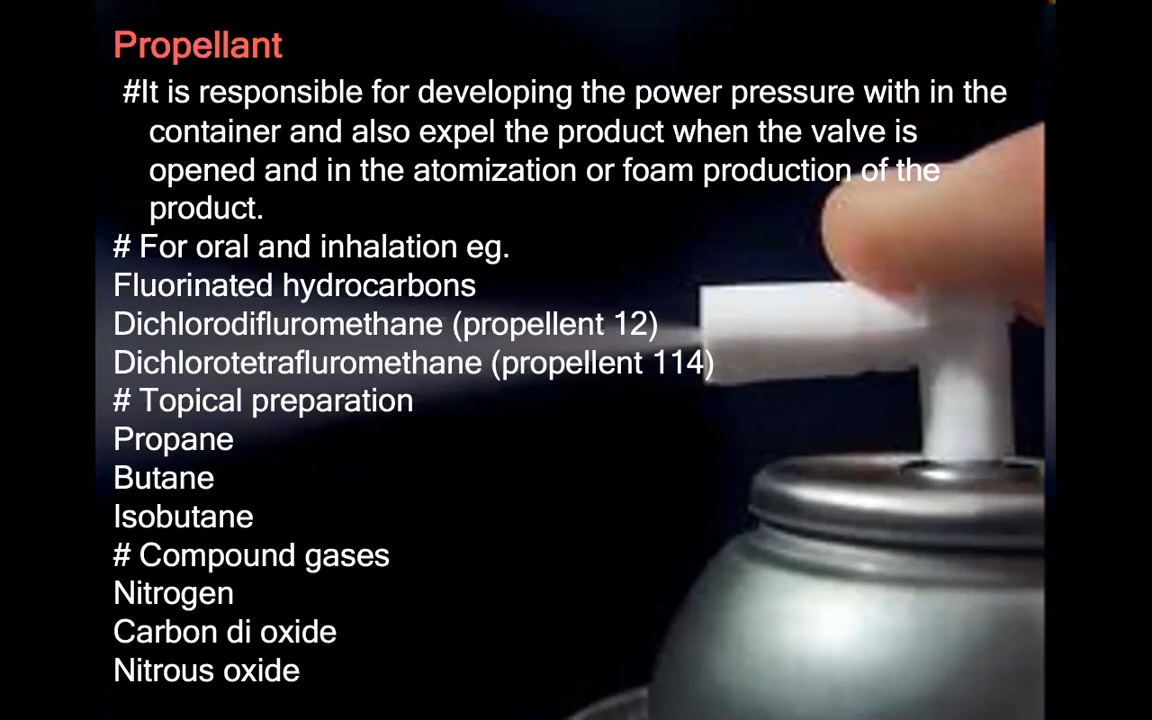 Propellant
#It is responsible for developing the power pressure with in the
container and also expel the product when the valve is
opened and in the atomization or foam production of the
product.
# For oral and inhalation eg.
Fluorinated hydrocarbons
Dichlorodifluromethane (propellent 12)
Dichlorotetrafluromethane (propellent 114)
# Topical preparation
Propane
Butane
Isobutane
# Compound gases
Nitrogen
Carbon di oxide
Nitrous oxide